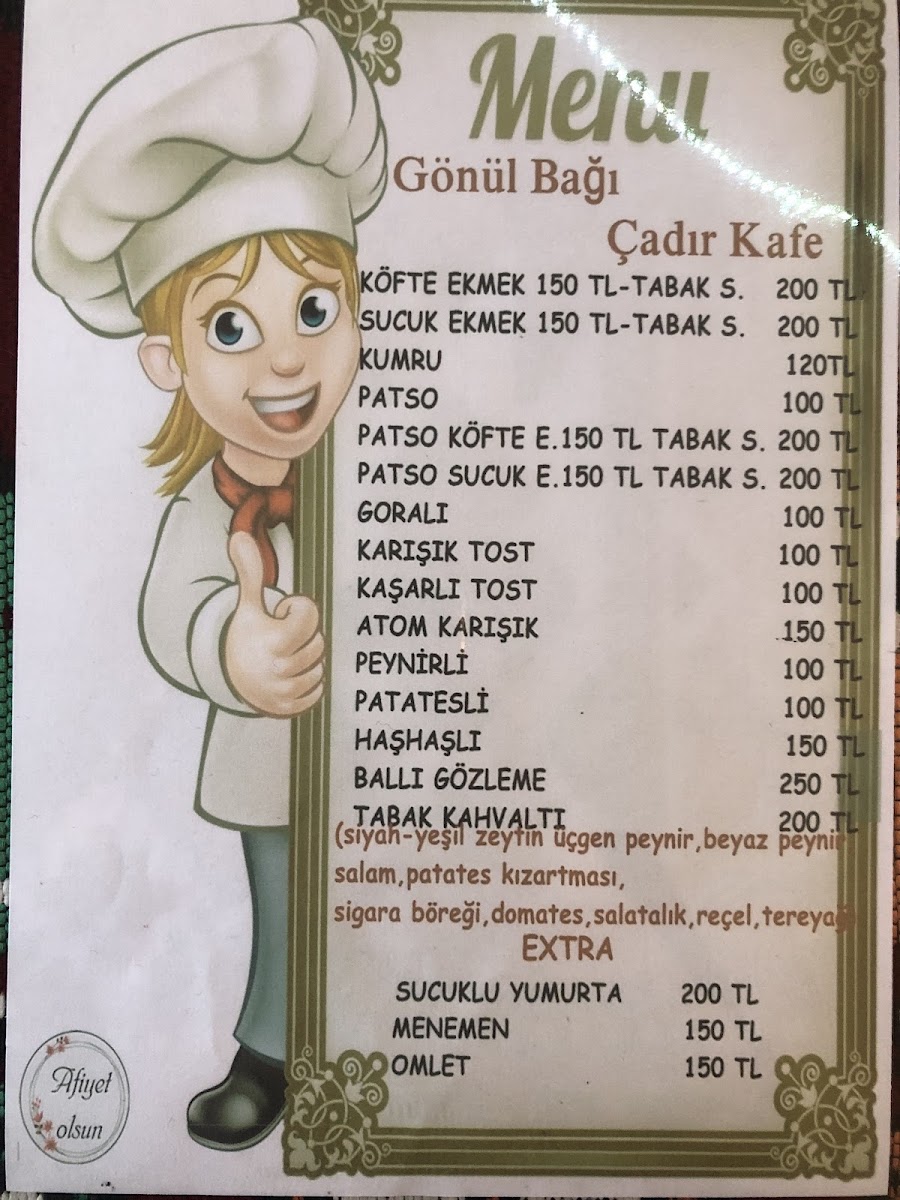 Menu
Gönül Bağı
Çadır Kafe
KÖFTE EKMEK 150 TL-TABAK S. 200 TL
SUCUK EKMEK 150 TL-TABAK S. 200 TL
KUMRU 120TL
PATSO 100 TL
PATSO KÖFTE E.150 TL TABAK S. 200 TL
PATSO SUCUK E.150 TL TABAK S. 200 TL
GORALI 100 TL
KARIŞIK TOST 100 TL
KAŞARLI TOST 100 TL
ATOM KARIŞIK 150 TL
PEYNİRLİ 100 TL
PATATESLİ 100 TL
HAŞHAŞLI 150 TL
BALLI GÖZLEME 250 TL
TABAK KAHVALTI 200 TL
(siyah-yeşil zeytin üçgen peynir,beyaz peynir
salam,patates kızartması,
sigara böreği,domates,salatalık,reçel,tereyağı
EXTRA
SUCUKLU YUMURTA 200 TL
MENEMEN 150 TL
OMLET 150 TL
Afiyet
olsun